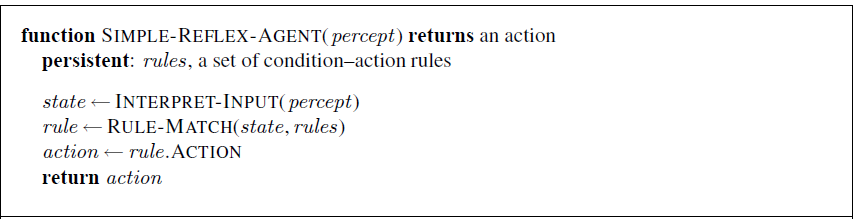 function SIMPLE-REFLEX-AGENT(percept) returns an action
persistent: rules, a set of condition–action rules
state ← INTERPRET-INPUT(percept)
rule ← RULE-MATCH(state, rules)
action ← rule.ACTION
return action